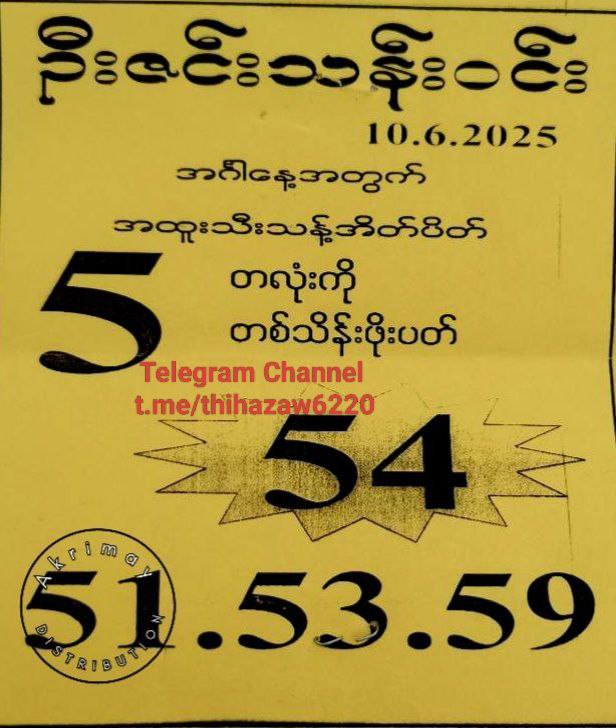 ဦးဇင်းသန်းဝင်း
10.6.2025
အင်္ဂါနေ့အတွက်
အထူးသီးသန့်အိတ်ပိတ်
5
တလုံးကို
တစ်သိန်းဖိုးပတ်
Telegram Channel
t.me/thihazaw6220
54
Akrimay
DISTRIBUTION
51.53.59